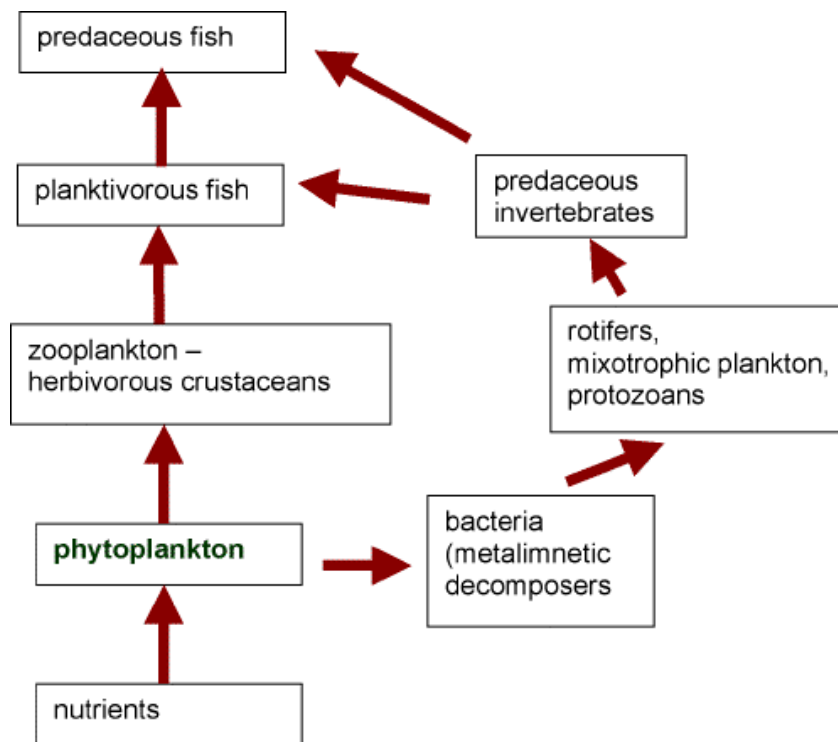 predaceous fish
planktivorous fish
predaceous
invertebrates
zooplankton –
herbivorous crustaceans
rotifers,
mixotrophic plankton,
protozoans
phytoplankton
bacteria
(metalimnetic
decomposers
nutrients